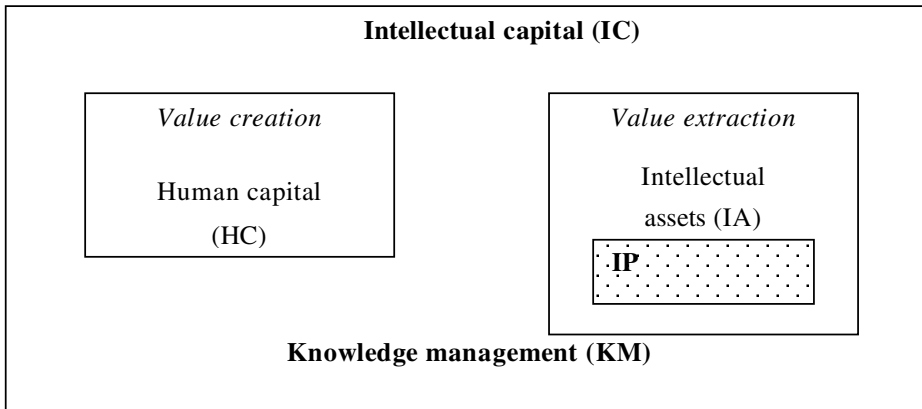 Intellectual capital (IC)
Value creation
Human capital
(HC)
Value extraction
Intellectual
assets (IA)
IP
Knowledge management (KM)